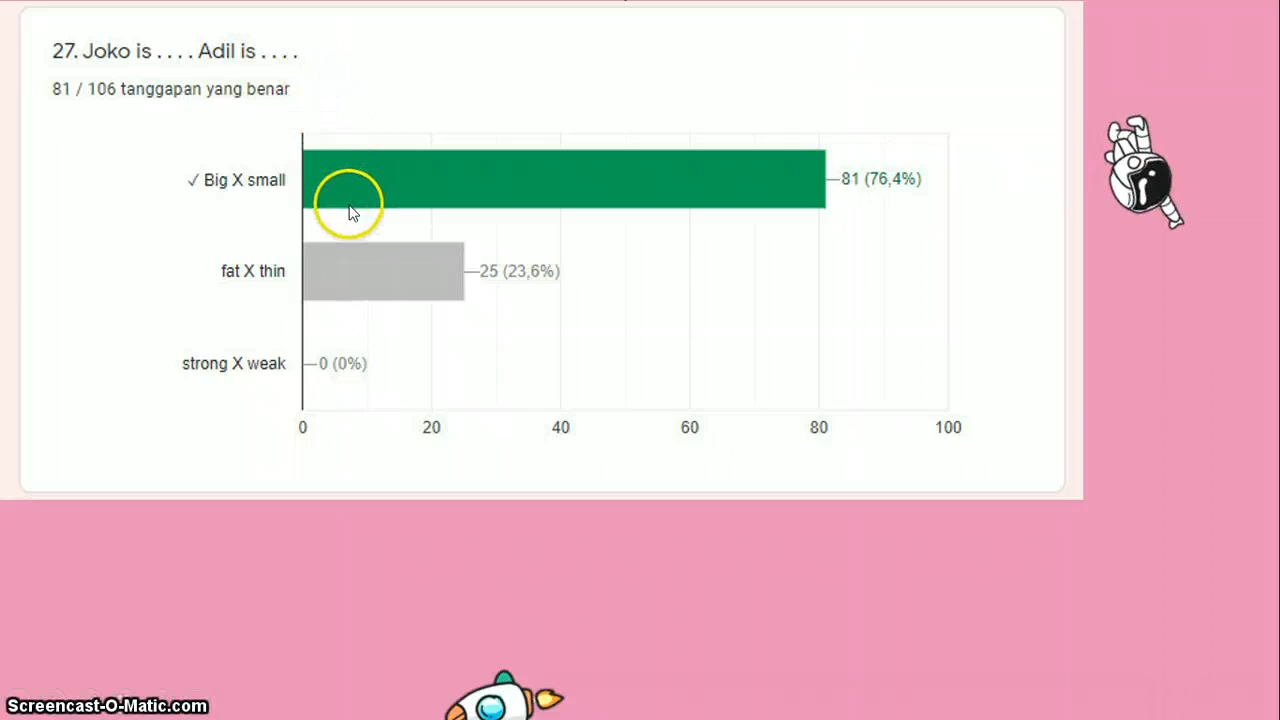 27. Joko is . . . . Adil is . . . .
81 / 106 tanggapan yang benar
✓ Big X small
81 (76,4%)
fat X thin
25 (23,6%)
strong X weak
0 (0%)
0 20 40 60 80 100
Screencast-O-Matic.com